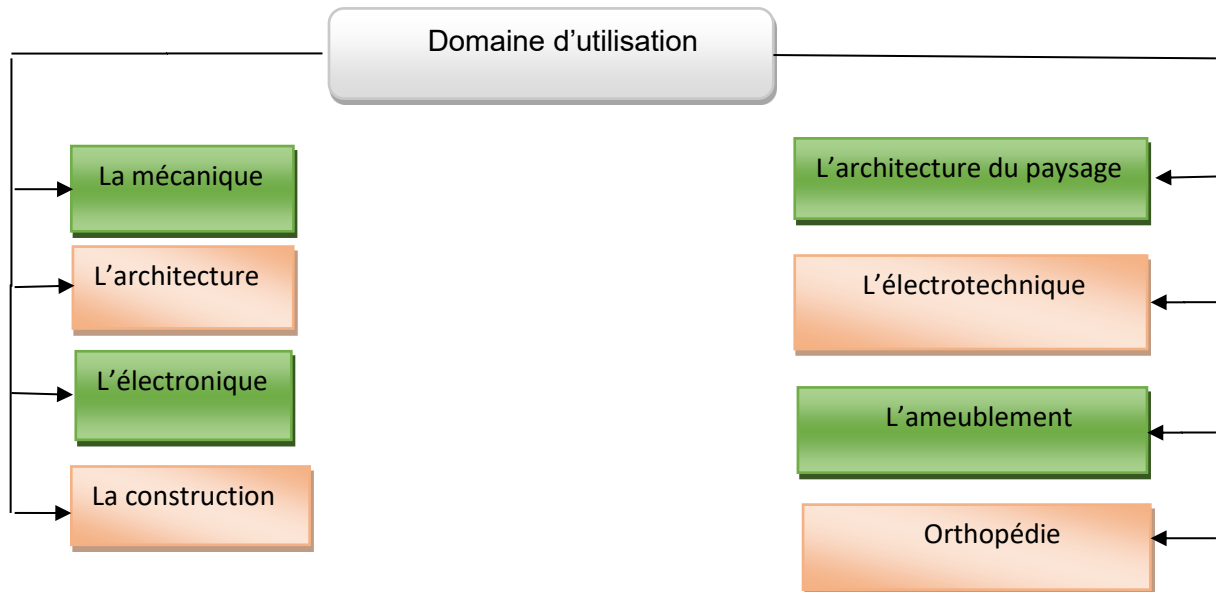 Domaine d’utilisation
La mécanique
L’architecture
L’électronique
La construction
L’architecture du paysage
L’électrotechnique
L’ameublement
Orthopédie